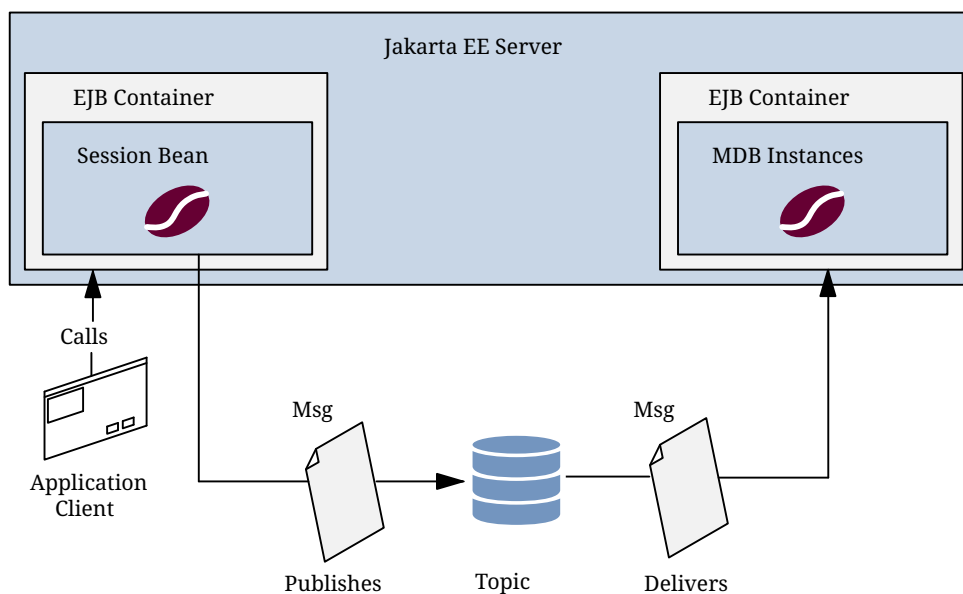 Jakarta EE Server
EJB Container
Session Bean
EJB Container
MDB Instances
Calls
Application
Client
Msg
Publishes
Topic
Msg
Delivers